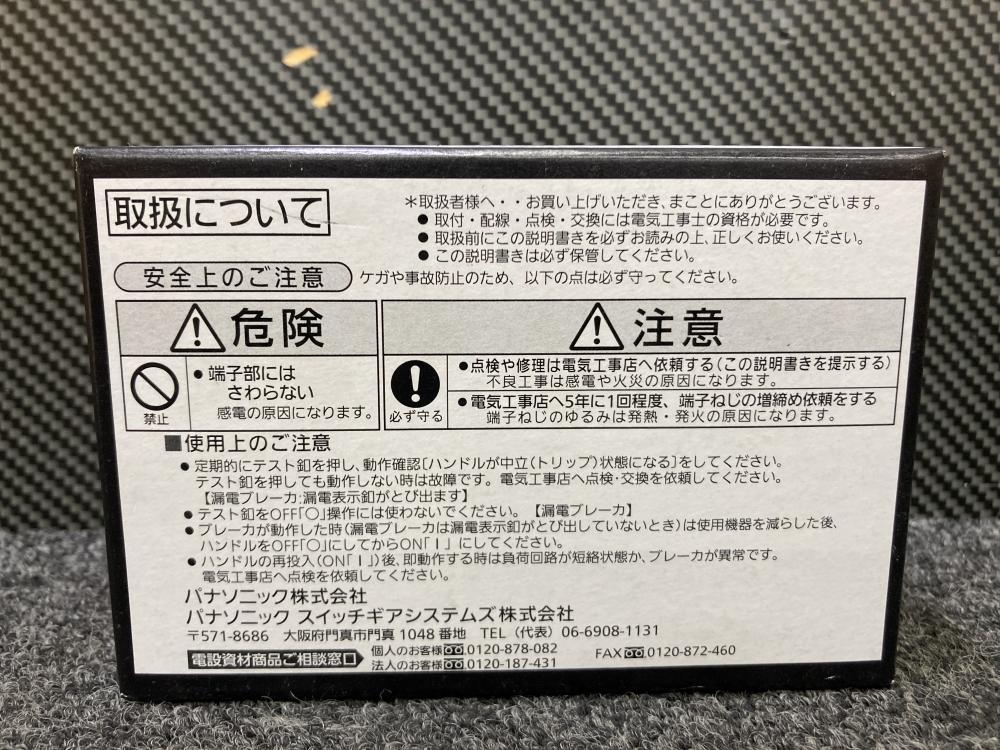 取扱について
＊取扱者様へ・・お買い上げいただき、まことにありがとうございます。
● 取付・配線・点検・交換には電気工事士の資格が必要です。
● 取扱前にこの説明書きを必ずお読みの上、正しくお使いください。
● この説明書きは必ず保管してください。
安全上のご注意 ケガや事故防止のため、以下の点は必ず守ってください。
危険
禁止
● 端子部には
さわらない
感電の原因になります。
注意
必ず守る
●点検や修理は電気工事店へ依頼する（この説明書きを提示する）
不良工事は感電や火災の原因になります。
●電気工事店へ5年に1回程度、端子ねじの増締め依頼をする
端子ねじのゆるみは発熱・発火の原因になります。
■使用上のご注意
● 定期的にテスト釦を押し、動作確認〔ハンドルが中立（トリップ）状態になる〕をしてください。
テスト釦を押しても動作しない時は故障です。電気工事店へ点検・交換を依頼してください。
【漏電ブレーカ:漏電表示釦がとび出ます】
● テスト釦をOFF「○」操作には使わないでください。【漏電ブレーカ】
● ブレーカが動作した時（漏電ブレーカは漏電表示釦がとび出していないとき）は使用機器を減らした後、
ハンドルをOFF「○」にしてからON「｜」にしてください。
● ハンドルの再投入（ON「｜」）後、即動作する時は負荷回路が短絡状態か、ブレーカが異常です。
電気工事店へ点検を依頼してください。
パナソニック株式会社
パナソニック スイッチギアシステムズ株式会社
〒571-8686 大阪府門真市門真 1048 番地 TEL（代表）06-6908-1131
電設資材商品ご相談窓口
個人のお客様 0120-878-082
法人のお客様 0120-187-431
FAX 0120-872-460